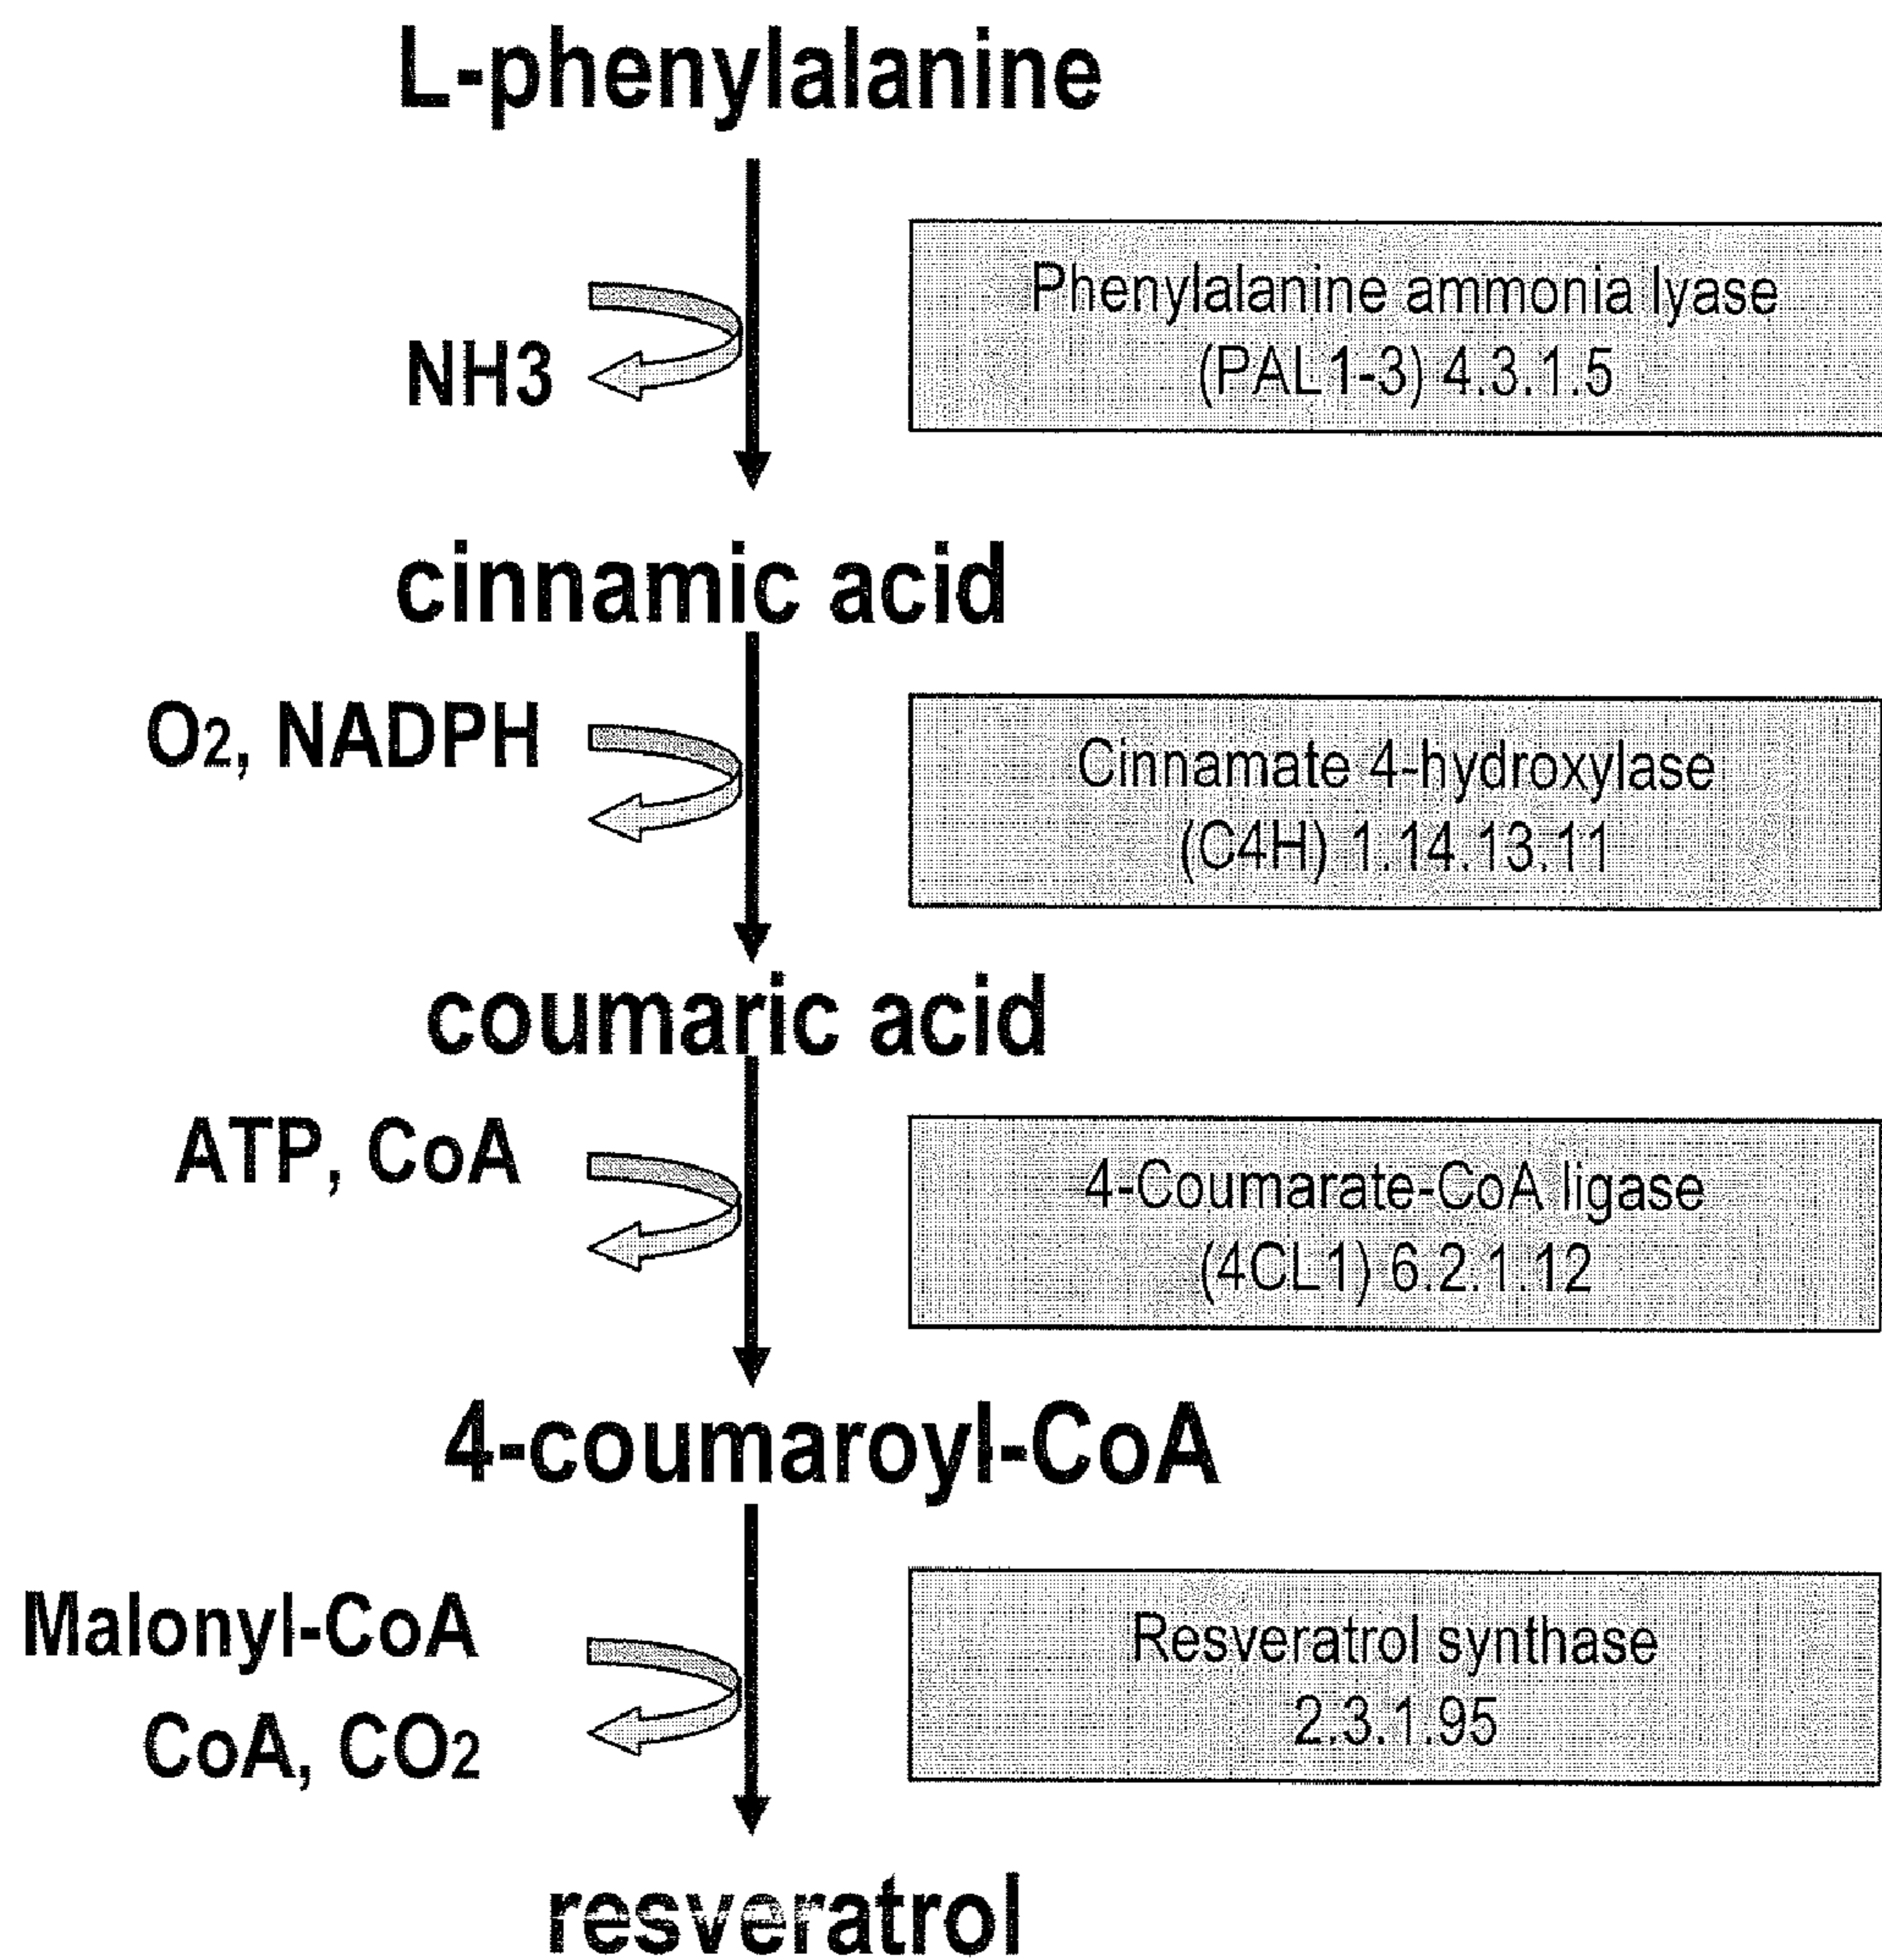 L-phenylalanine
Phenylalanine ammonia lyase
NH3
(PAL1-3) 4.3.1.5
cinnamic acid
O2, NADPH
Cinnamate 4-hydroxylase
(C4H) 1.14.13.11
coumaric acid
ATP, CoA
4-Coumarate-CoA ligase
(4CL1) 6.2.1.12
4-coumaroyl-CoA
Malonyl-CoA
Resveratrol synthase
CoA, CO2
2.3.1.95
resveratrol